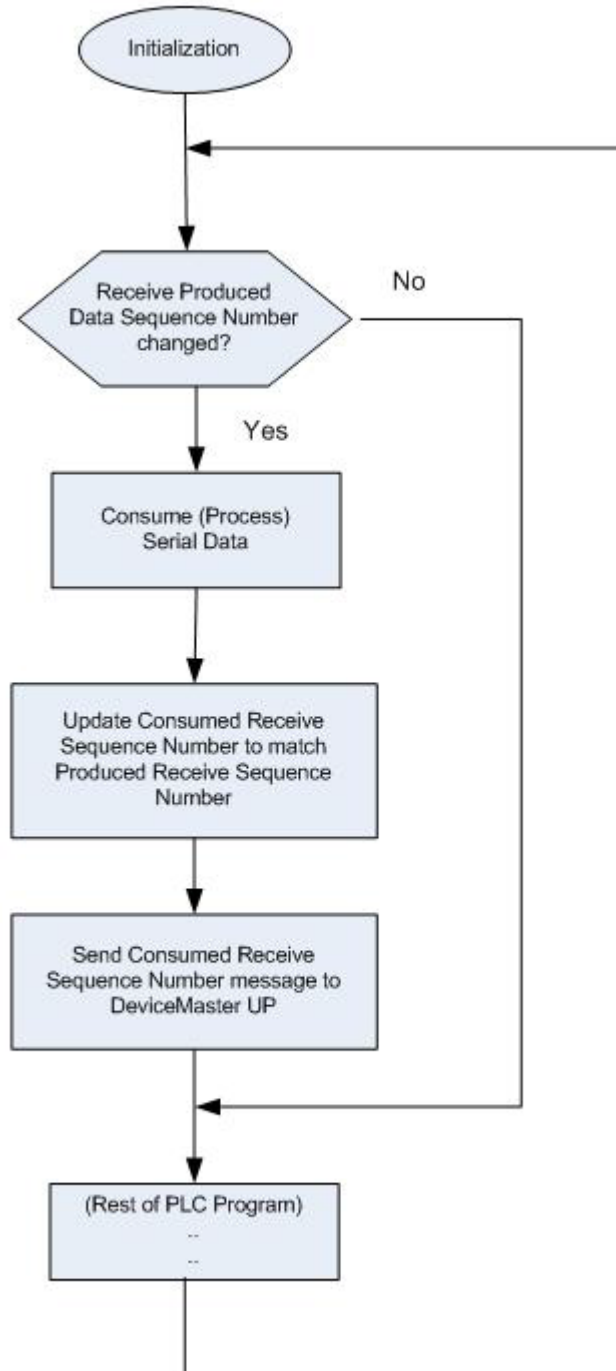 Initialization
Receive Produced
Data Sequence Number
changed?
No
Yes
Consume (Process)
Serial Data
Update Consumed Receive
Sequence Number to match
Produced Receive Sequence
Number
Send Consumed Receive
Sequence Number message to
DeviceMaster UP
(Rest of PLC Program)
..
..